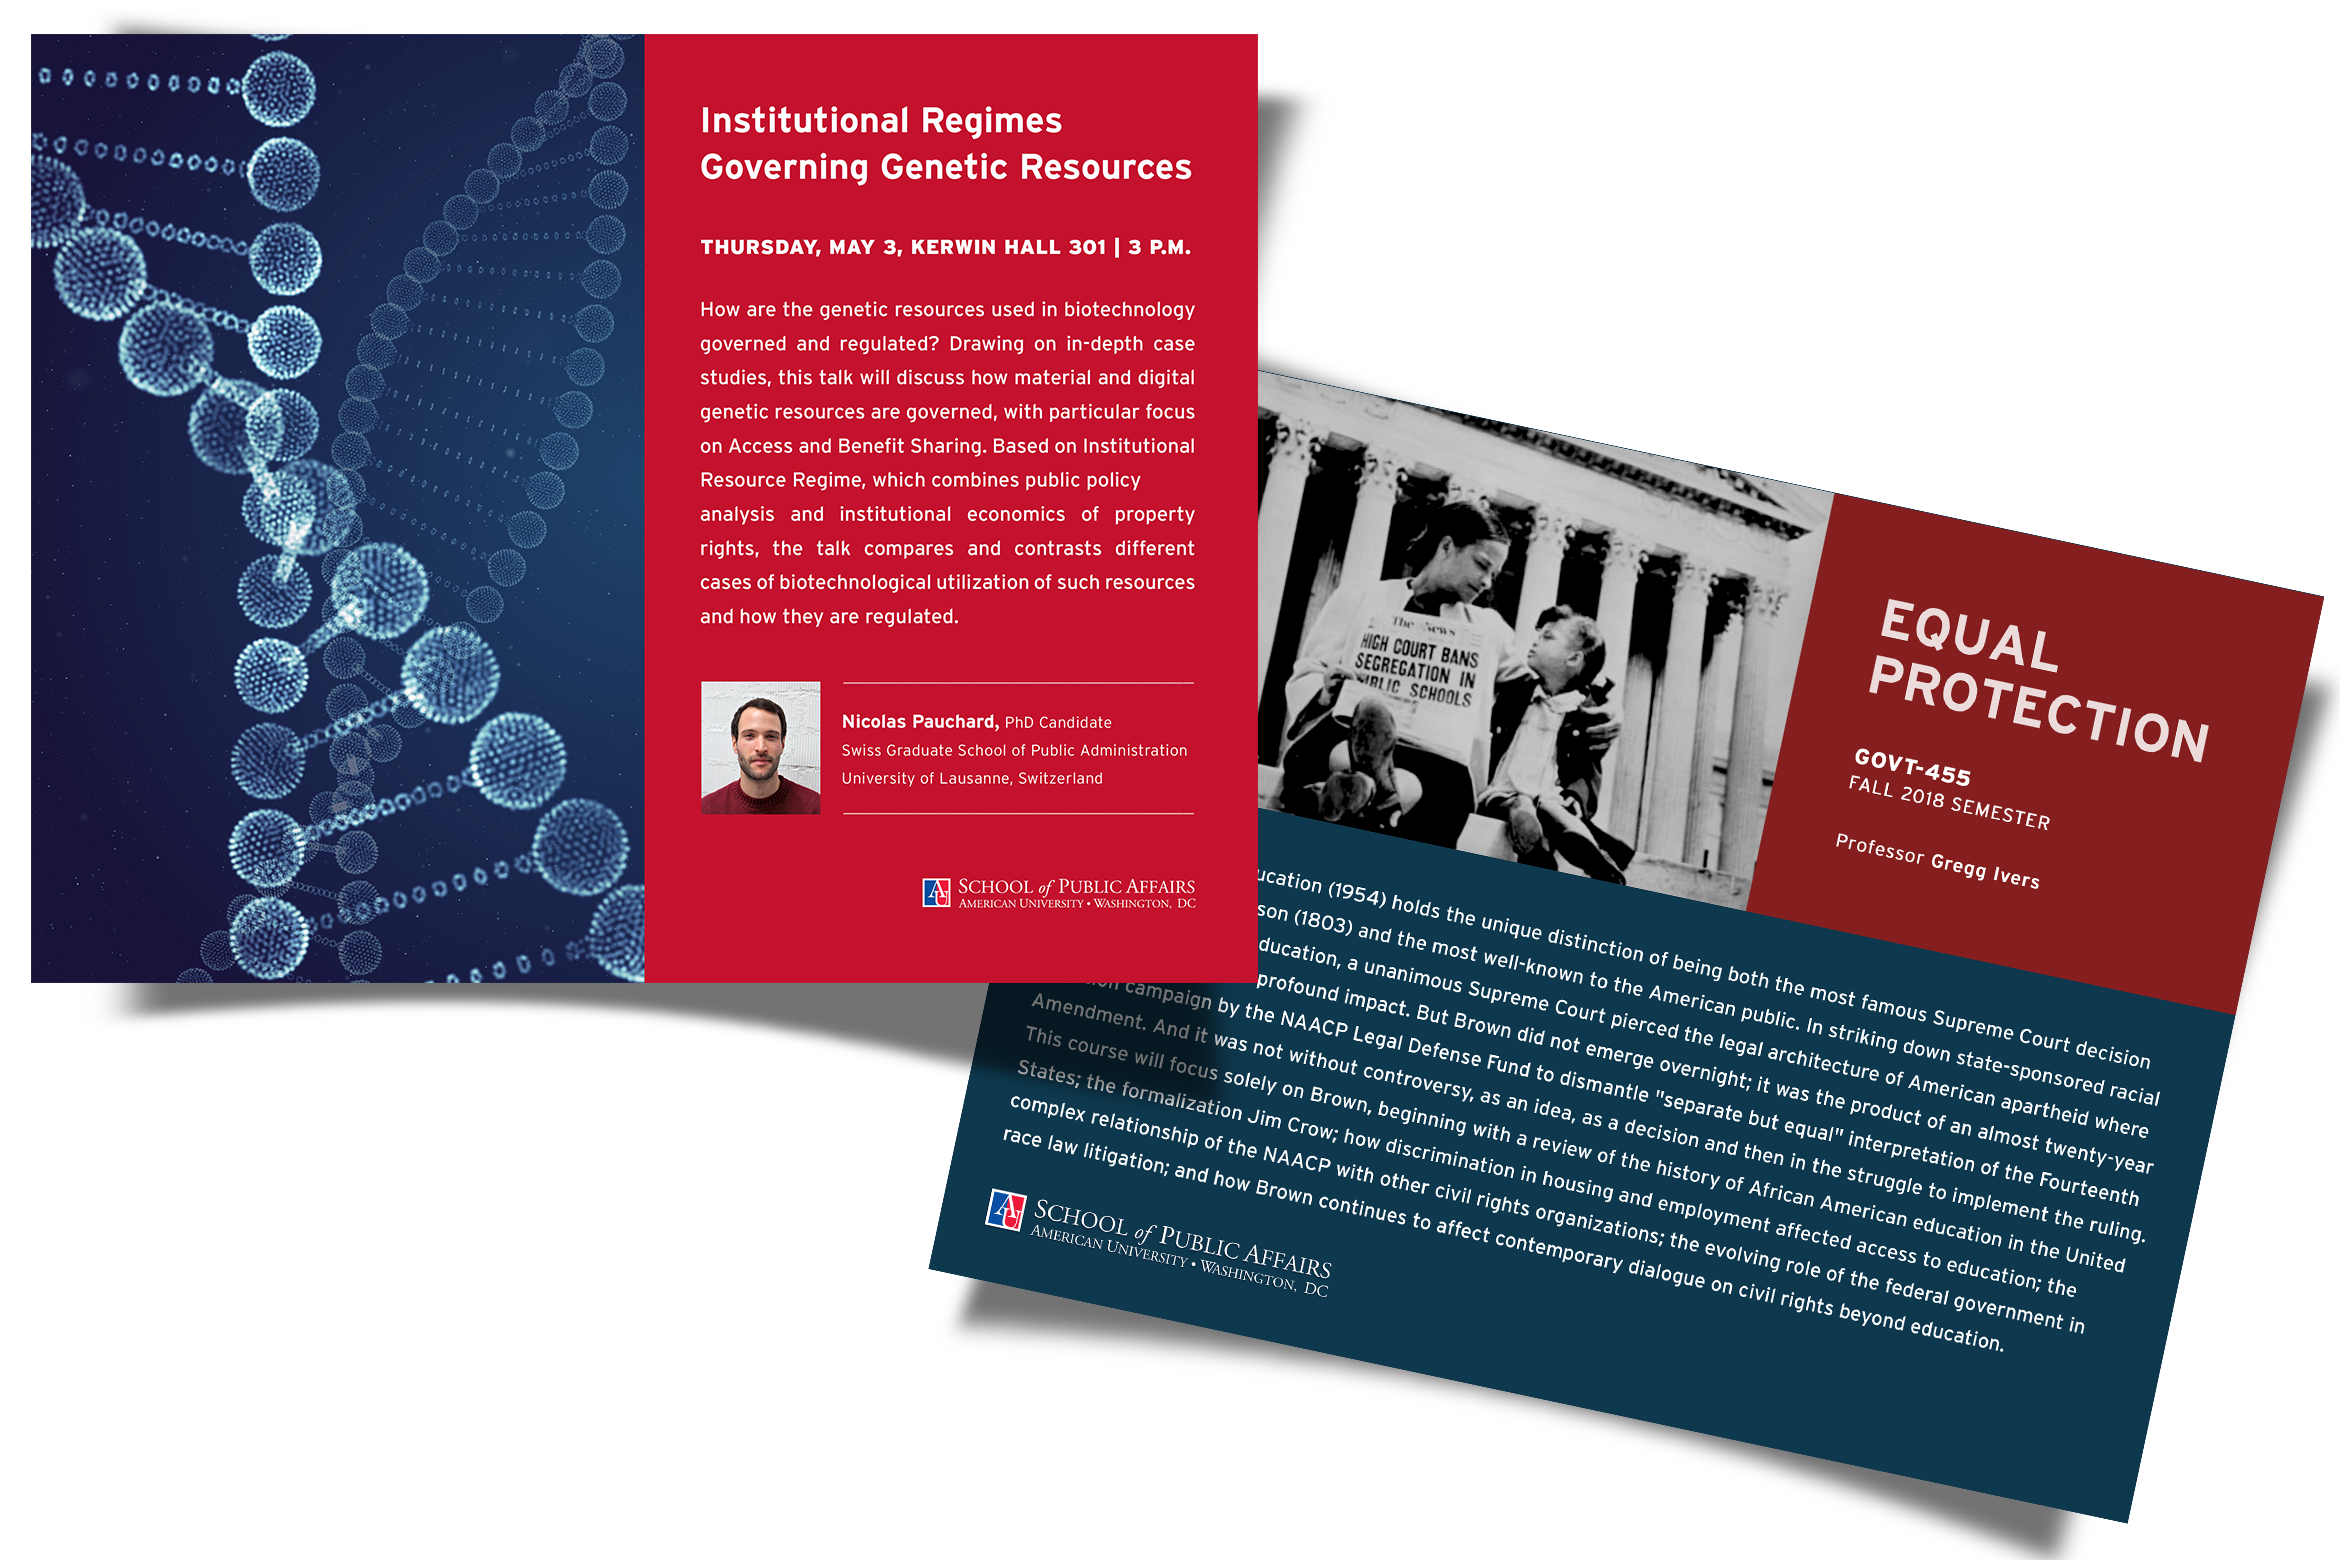 Institutional Regimes
Governing Genetic Resources
THURSDAY, MAY 3, KERWIN HALL 301 | 3 P.M.
How are the genetic resources used in biotechnology
governed and regulated? Drawing on in-depth case
studies, this talk will discuss how material and digital
genetic resources are governed, with particular focus
on Access and Benefit Sharing. Based on Institutional
Resource Regime, which combines public policy
analysis and institutional economics of property
rights, the talk compares and contrasts different
cases of biotechnological utilization of such resources
and how they are regulated.
Nicolas Pauchard, PhD Candidate
Swiss Graduate School of Public Administration
University of Lausanne, Switzerland
AU
SCHOOL of PUBLIC AFFAIRS
AMERICAN UNIVERSITY • WASHINGTON, DC
The News
HIGH COURT BANS
SEGREGATION IN
SCHOOLS
EQUAL
PROTECTION
GOVT-455
FALL 2018 SEMESTER
Professor Gregg Ivers
(1954) holds the unique distinction of being both the most famous Supreme Court decision
(1803) and the most well-known to the American public. In striking down state-sponsored racial
education, a unanimous Supreme Court pierced the legal architecture of American apartheid where
profound impact. But Brown did not emerge overnight; it was the product of an almost twenty-year
campaign by the NAACP Legal Defense Fund to dismantle "separate but equal" interpretation of the Fourteenth
Amendment. And it was not without controversy, as an idea, as a decision and then in the struggle to implement the ruling.
This course will focus solely on Brown, beginning with a review of the history of African American education in the United
States; the formalization Jim Crow; how discrimination in housing and employment affected access to education; the
complex relationship of the NAACP with other civil rights organizations; the evolving role of the federal government in
race law litigation; and how Brown continues to affect contemporary dialogue on civil rights beyond education.
AU
SCHOOL of PUBLIC AFFAIRS
AMERICAN UNIVERSITY • WASHINGTON, DC